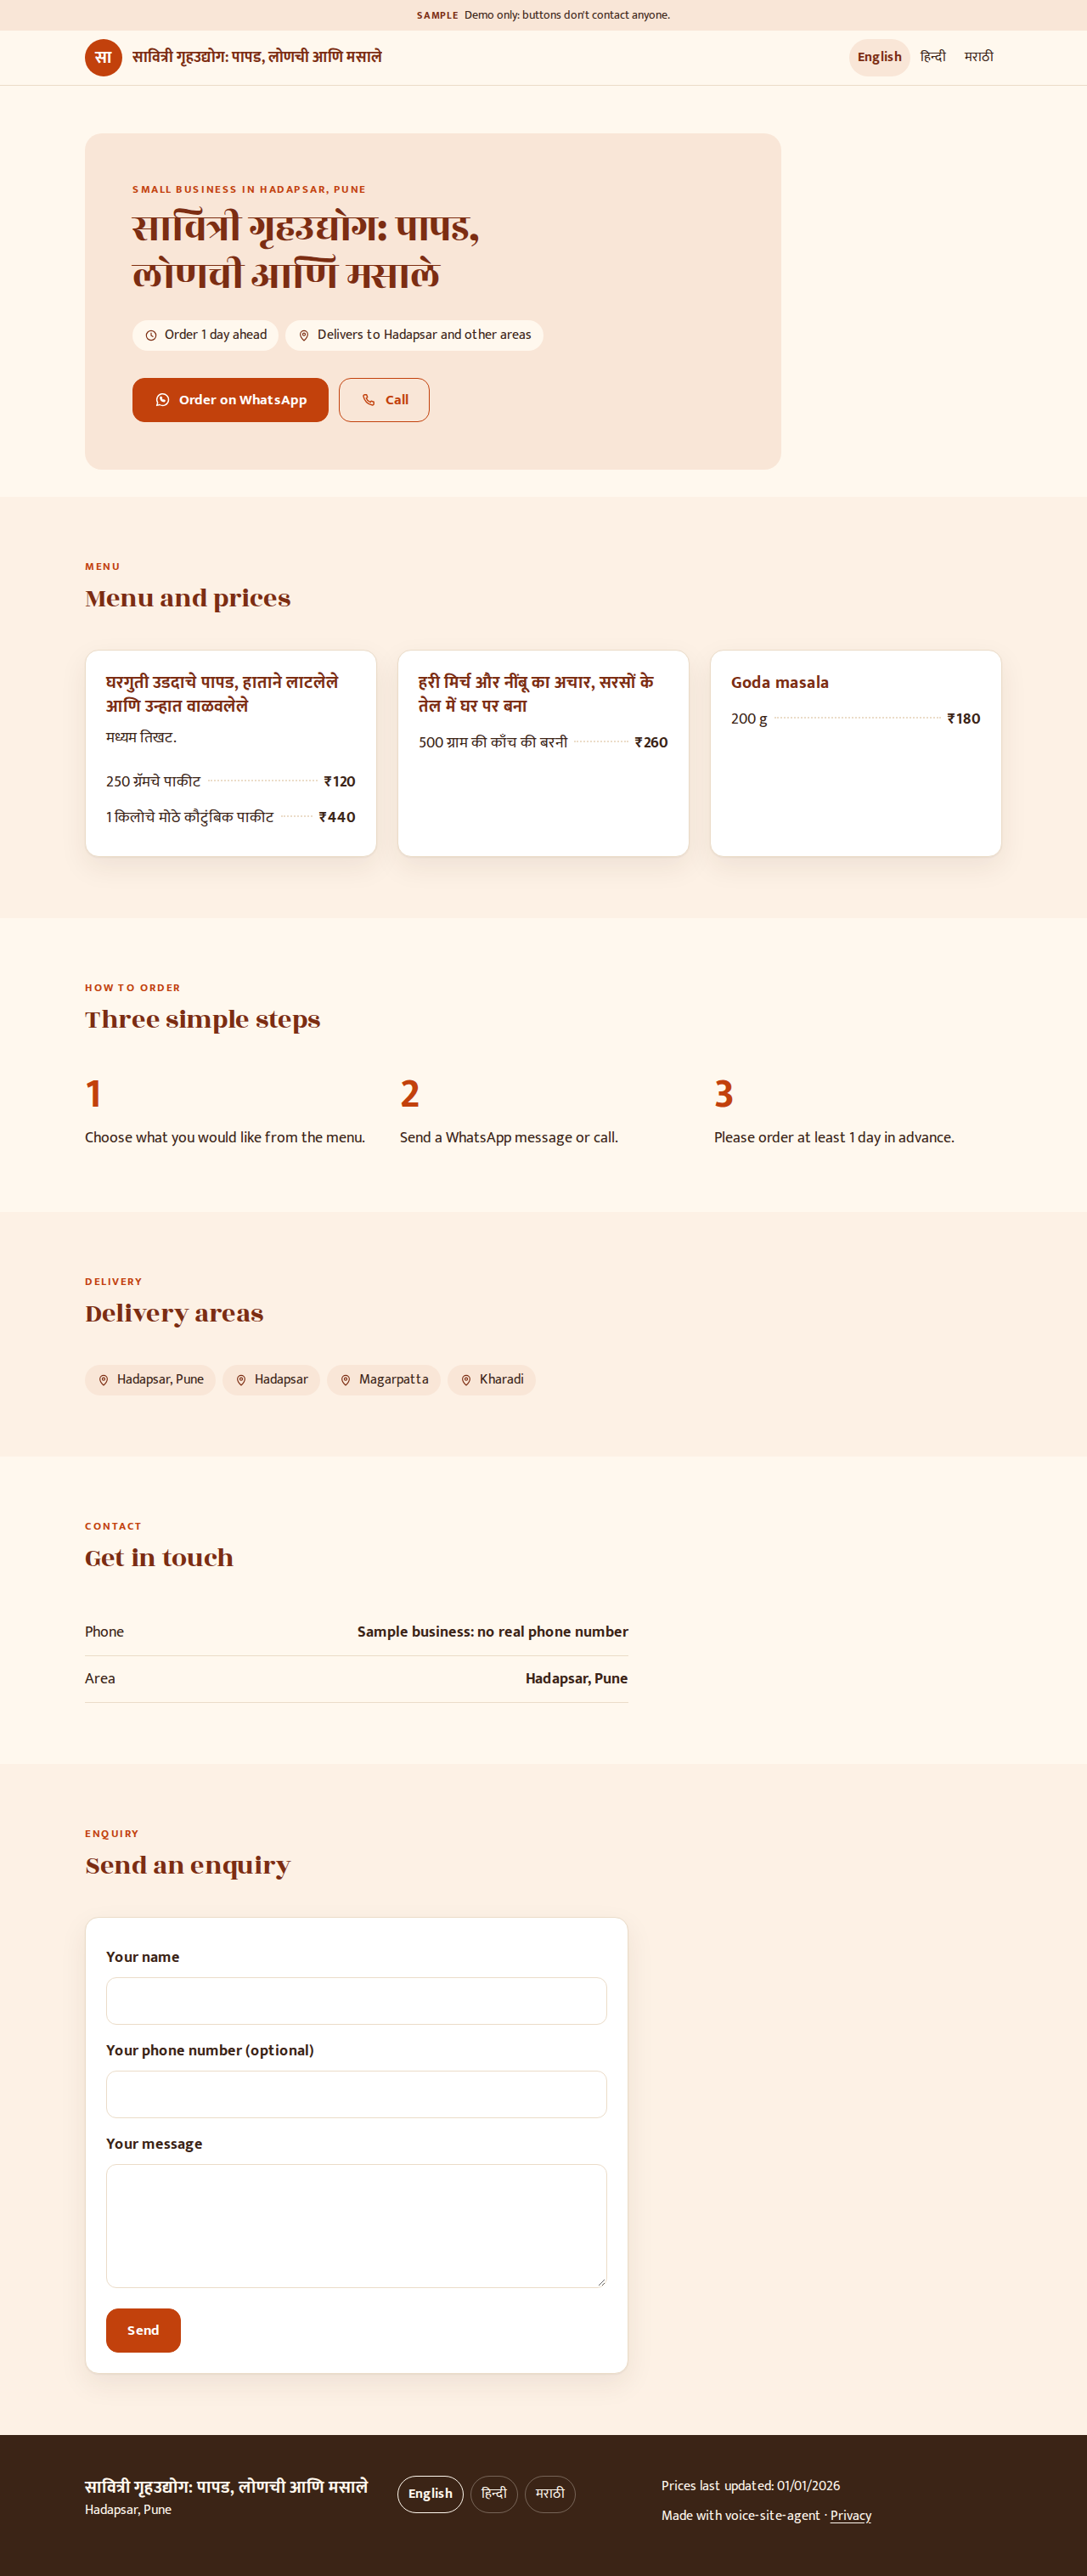 SAMPLE Demo only: buttons don't contact anyone.
सा सावित्री गृहउद्योग: पापड, लोणची आणि मसाले
English हिन्दी मराठी
SMALL BUSINESS IN HADAPSAR, PUNE
सावित्री गृहउद्योग: पापड,
लोणची आणि मसाले
Order 1 day ahead
Delivers to Hadapsar and other areas
Order on WhatsApp
Call
MENU
Menu and prices
घरगुती उडदाचे पापड, हाताने लाटलेले
आणि उन्हात वाळवलेले
मध्यम तिखट.
250 ग्रॅमचे पाकीट ₹120
1 किलोचे मोठे कौटुंबिक पाकीट ₹440
हरी मिर्च और नींबू का अचार, सरसों के
तेल में घर पर बना
500 ग्राम की काँच की बरनी ₹260
Goda masala
200 g ₹180
HOW TO ORDER
Three simple steps
1
Choose what you would like from the menu.
2
Send a WhatsApp message or call.
3
Please order at least 1 day in advance.
DELIVERY
Delivery areas
Hadapsar, Pune
Hadapsar
Magarpatta
Kharadi
CONTACT
Get in touch
Phone Sample business: no real phone number
Area Hadapsar, Pune
ENQUIRY
Send an enquiry
Your name
Your phone number (optional)
Your message
Send
सावित्री गृहउद्योग: पापड, लोणची आणि मसाले
Hadapsar, Pune
English हिन्दी मराठी
Prices last updated: 01/01/2026
Made with voice-site-agent · Privacy